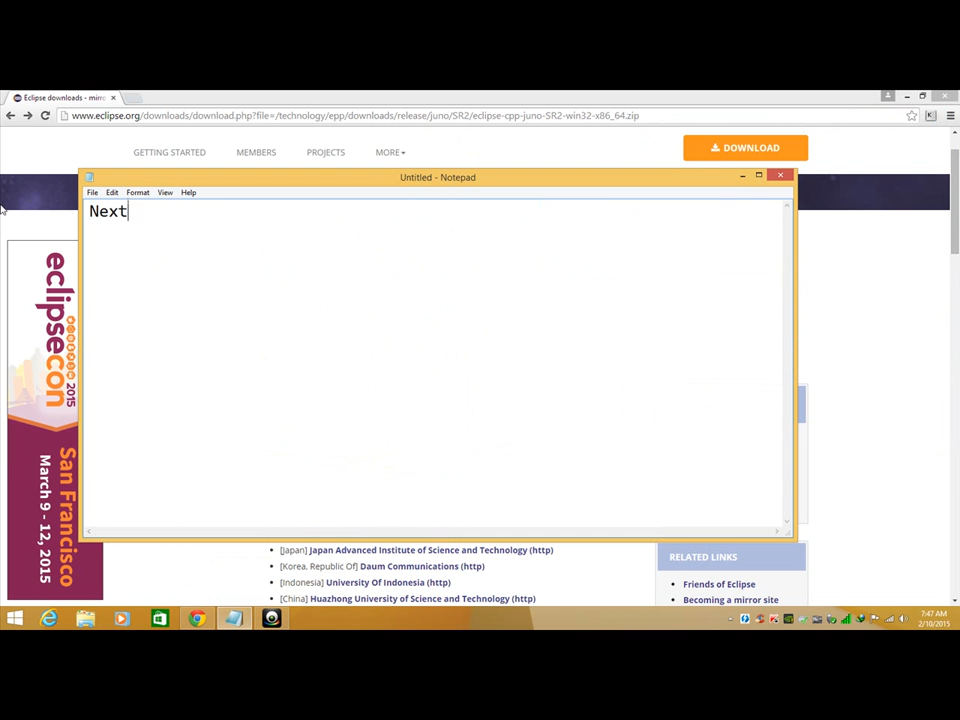 Eclipse downloads - mirro
www.eclipse.org/downloads/download.php?file=/technology/epp/downloads/release/juno/SR2/eclipse-cpp-juno-SR2-win32-x86_64.zip
GETTING STARTED
MEMBERS
PROJECTS
MORE
DOWNLOAD
Untitled - Notepad
File Edit Format View Help
Next
eclipsecon
2015
San Francisco
March 9 - 12, 2015
[Japan] Japan Advanced Institute of Science and Technology (http)
[Korea, Republic Of] Daum Communications (http)
[Indonesia] University Of Indonesia (http)
[China] Huazhong University of Science and Technology (http)
RELATED LINKS
Friends of Eclipse
Becoming a mirror site
7:47 AM
2/10/2015